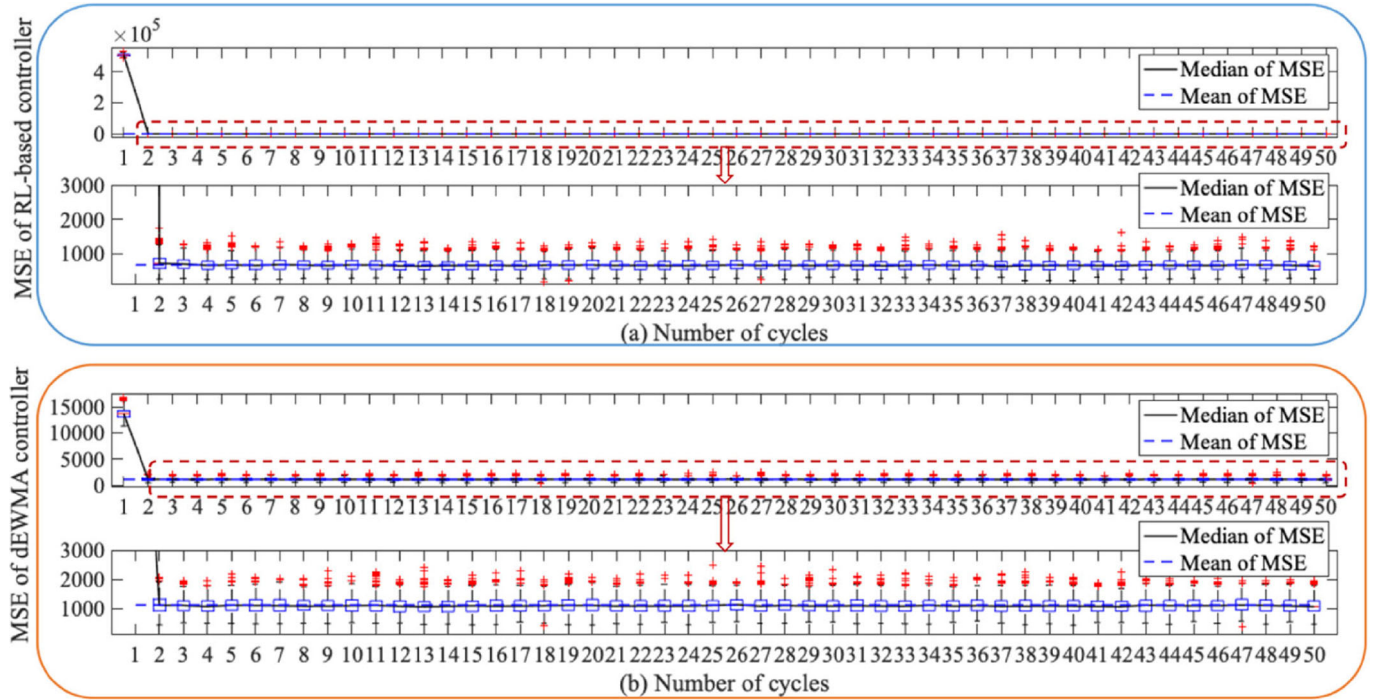 MSE of RL-based controller
×10⁵
4
2
0
Median of MSE
Mean of MSE
1 2 3 4 5 6 7 8 9 10 11 12 13 14 15 16 17 18 19 20 21 22 23 24 25 26 27 28 29 30 31 32 33 34 35 36 37 38 39 40 41 42 43 44 45 46 47 48 49 50
3000
2000
1000
Median of MSE
Mean of MSE
1 2 3 4 5 6 7 8 9 10 11 12 13 14 15 16 17 18 19 20 21 22 23 24 25 26 27 28 29 30 31 32 33 34 35 36 37 38 39 40 41 42 43 44 45 46 47 48 49 50
(a) Number of cycles
MSE of dEWMA controller
15000
10000
5000
0
Median of MSE
Mean of MSE
1 2 3 4 5 6 7 8 9 10 11 12 13 14 15 16 17 18 19 20 21 22 23 24 25 26 27 28 29 30 31 32 33 34 35 36 37 38 39 40 41 42 43 44 45 46 47 48 49 50
3000
2000
1000
Median of MSE
Mean of MSE
1 2 3 4 5 6 7 8 9 10 11 12 13 14 15 16 17 18 19 20 21 22 23 24 25 26 27 28 29 30 31 32 33 34 35 36 37 38 39 40 41 42 43 44 45 46 47 48 49 50
(b) Number of cycles